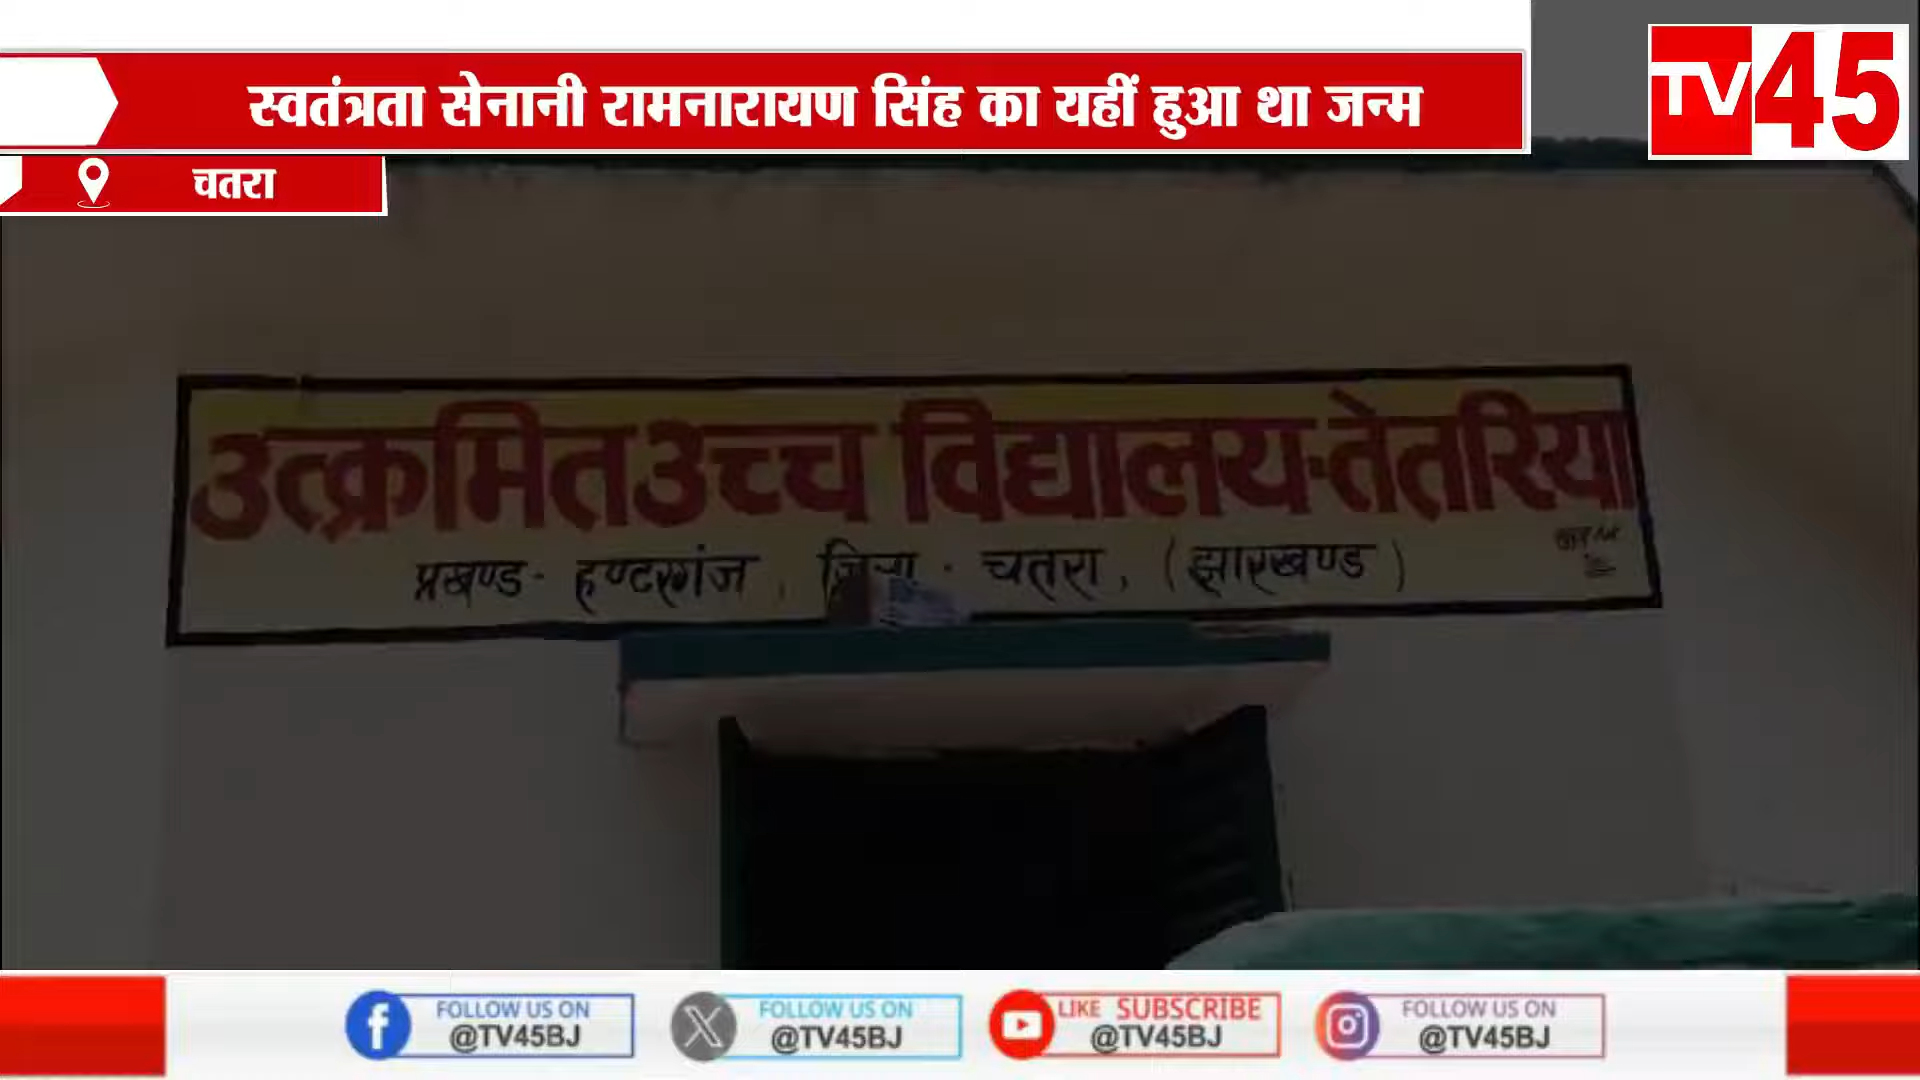 स्वतंत्रता सेनानी रामनारायण सिंह का यहीं हुआ था जन्म
TV45
चतरा
उत्क्रमित उच्च विद्यालय-तेतरिया
प्रखण्ड- हण्टरगंज, जिला - चतरा, (झारखण्ड)
FOLLOW US ON
@TV45BJ
FOLLOW US ON
@TV45BJ
LIKE SUBSCRIBE
@TV45BJ
FOLLOW US ON
@TV45BJ